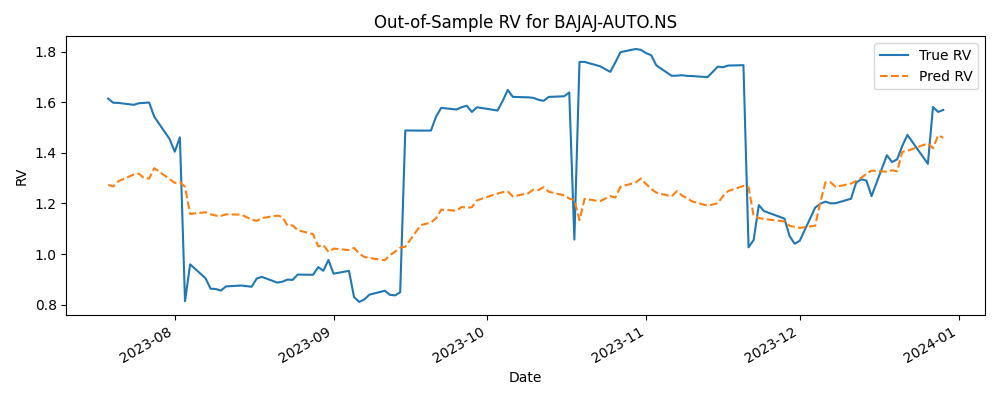 Out-of-Sample RV for BAJAJ-AUTO.NS
True RV
Pred RV
RV
1.8
1.6
1.4
1.2
1.0
0.8
2023-08
2023-09
2023-10
2023-11
2023-12
2024-01
Date